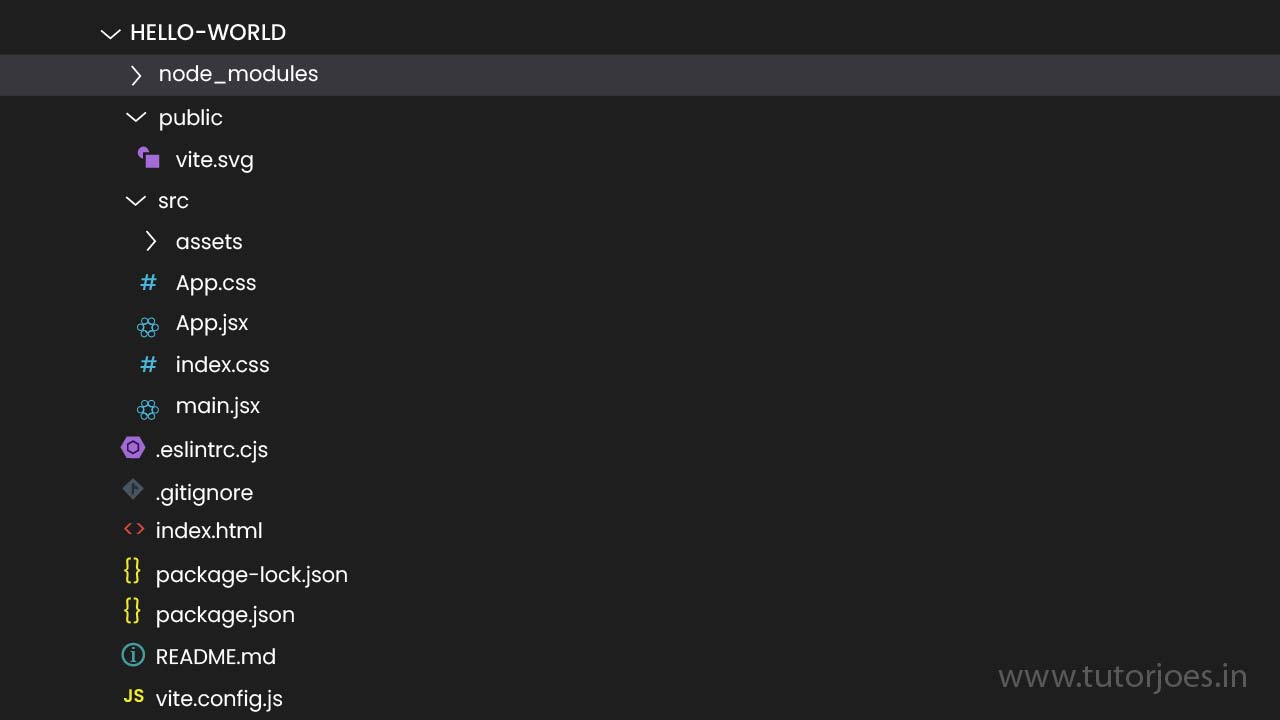 HELLO-WORLD
node_modules
public
vite.svg
src
assets
# App.css
App.jsx
# index.css
main.jsx
.eslintrc.cjs
.gitignore
<> index.html
{} package-lock.json
{} package.json
README.md
JS vite.config.js
www.tutorjoes.in